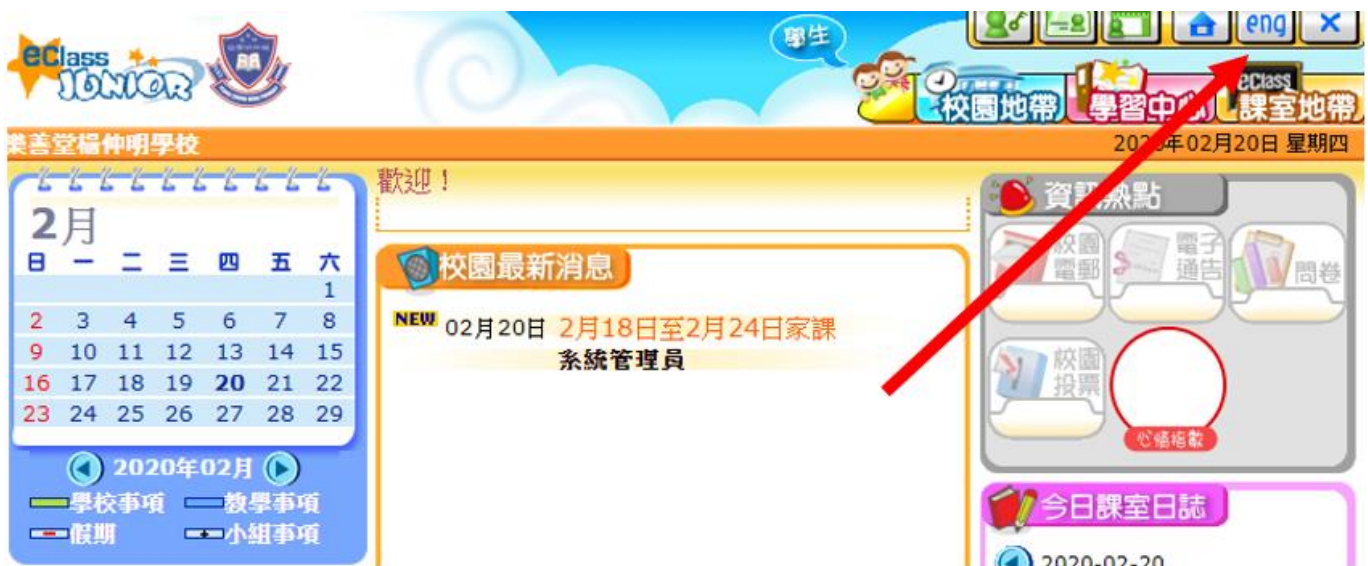 eClass
JUNIOR
學生
eng
校園地帶
學習中心
eClass
課室地帶
樂善堂楊仲明學校
2020年02月20日 星期四
2月
日 一 二 三 四 五 六
1
2 3 4 5 6 7 8
9 10 11 12 13 14 15
16 17 18 19 20 21 22
23 24 25 26 27 28 29
2020年02月
學校事項 教學事項
假期 小組事項
歡迎！
校園最新消息
NEW 02月20日 2月18日至2月24日家課
系統管理員
資訊熱點
校園電郵
電子通告
問卷
校園投票
心情指數
今日課室日誌
2020-02-20